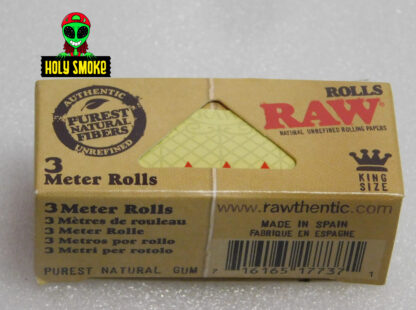 HOLY SMOKE
AUTHENTIC
PUREST
NATURAL
FIBERS
UNREFINED
ROLLS
RAW
NATURAL UNREFINED ROLLING PAPERS
3
Meter Rolls
KING
SIZE
3 Meter Rolls
3 Mètres de rouleau
3 Meter Rolle
3 Metros por rollo
3 Metri per rotolo
PUREST NATURAL GUM
www.rawthentic.com
MADE IN SPAIN
FABRIQUE EN ESPAGNE
7 16165 17737 1